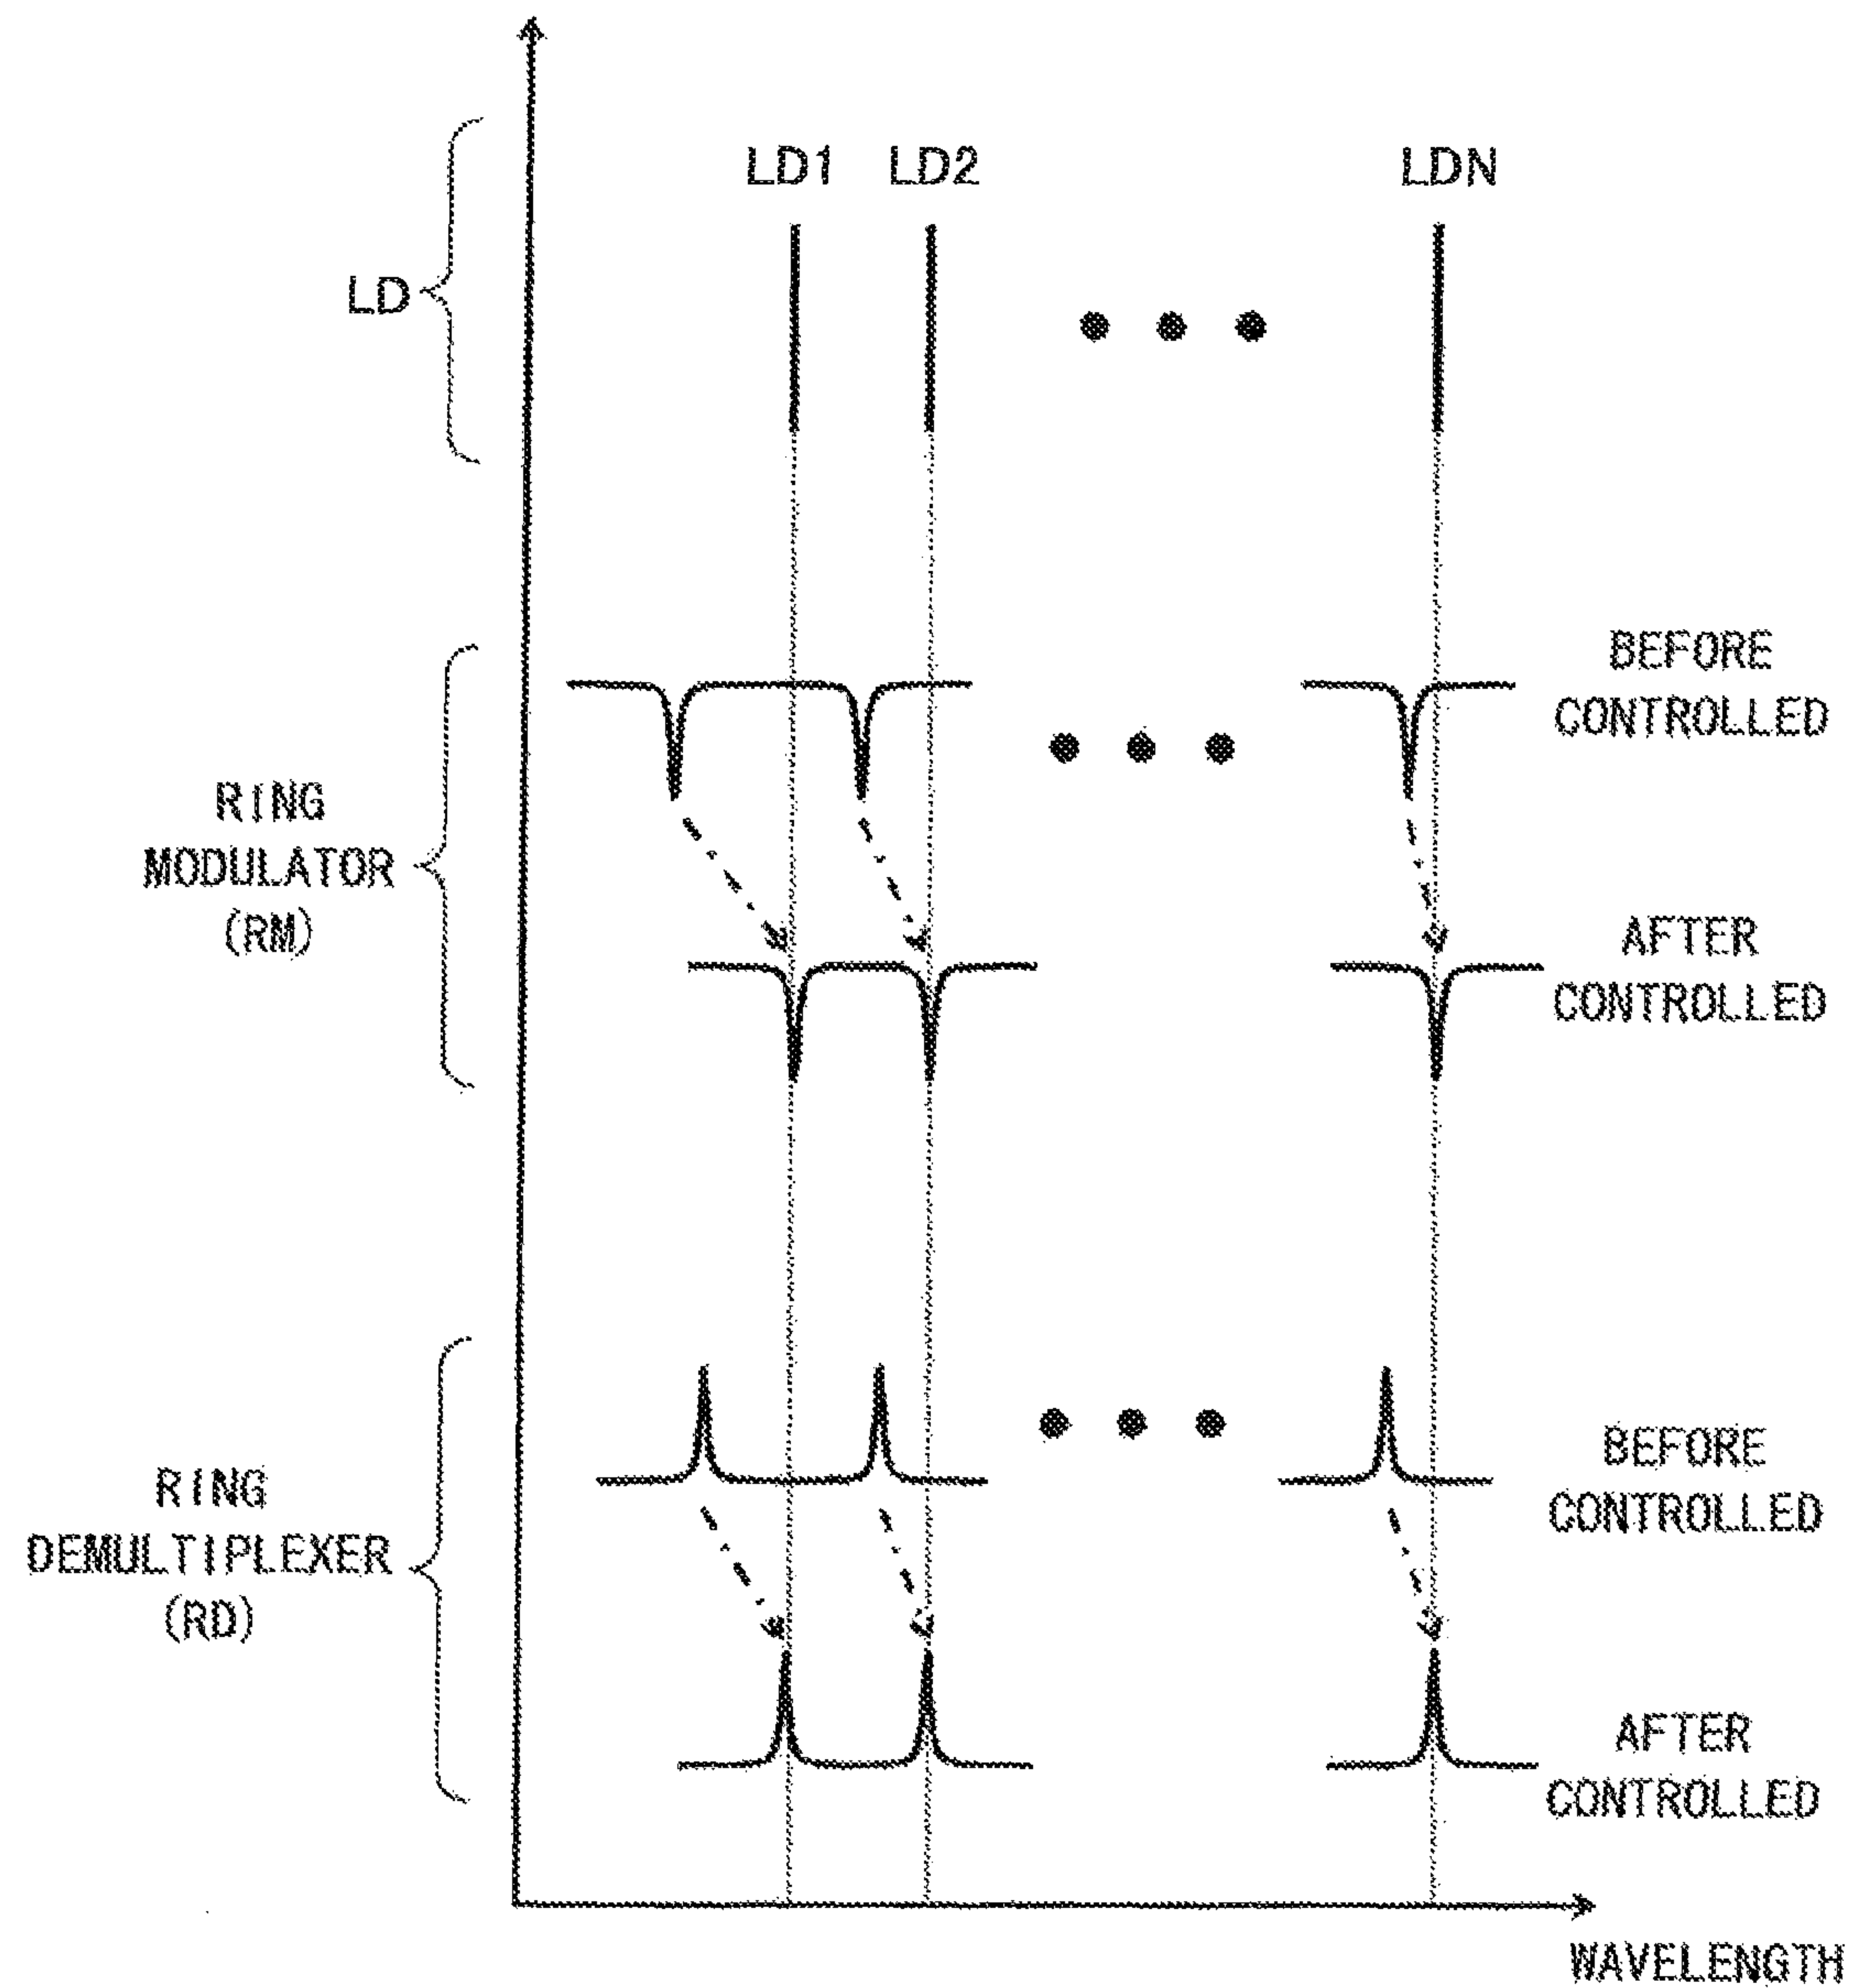 LD1 LD2 LDN
LD
BEFORE
CONTROLLED
RING
MODULATOR
(RM)
AFTER
CONTROLLED
BEFORE
CONTROLLED
RING
DEMULTIPLEXER
(RD)
AFTER
CONTROLLED
WAVELENGTH